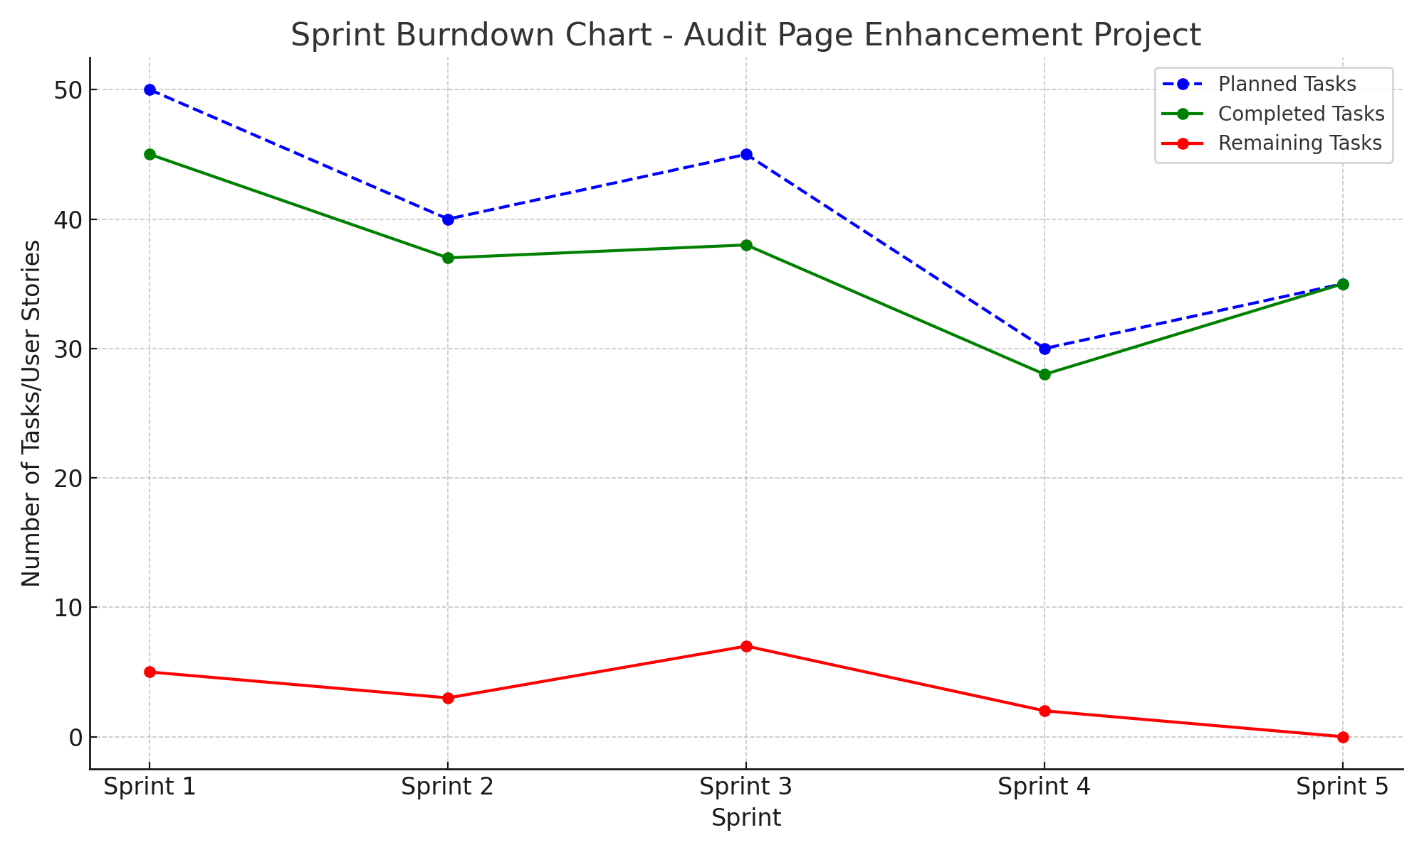 Sprint Burndown Chart - Audit Page Enhancement Project
Planned Tasks
Completed Tasks
Remaining Tasks
Number of Tasks/User Stories
50
40
30
20
10
0
Sprint 1
Sprint 2
Sprint 3
Sprint 4
Sprint 5
Sprint